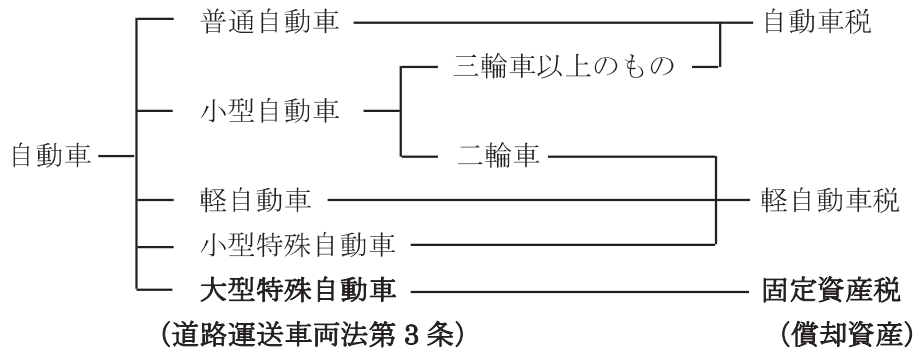 普通自動車 自動車税
三輪車以上のもの
小型自動車
自動車 二輪車
軽自動車 軽自動車税
小型特殊自動車
大型特殊自動車 固定資産税
(道路運送車両法第 3 条) (償却資産)